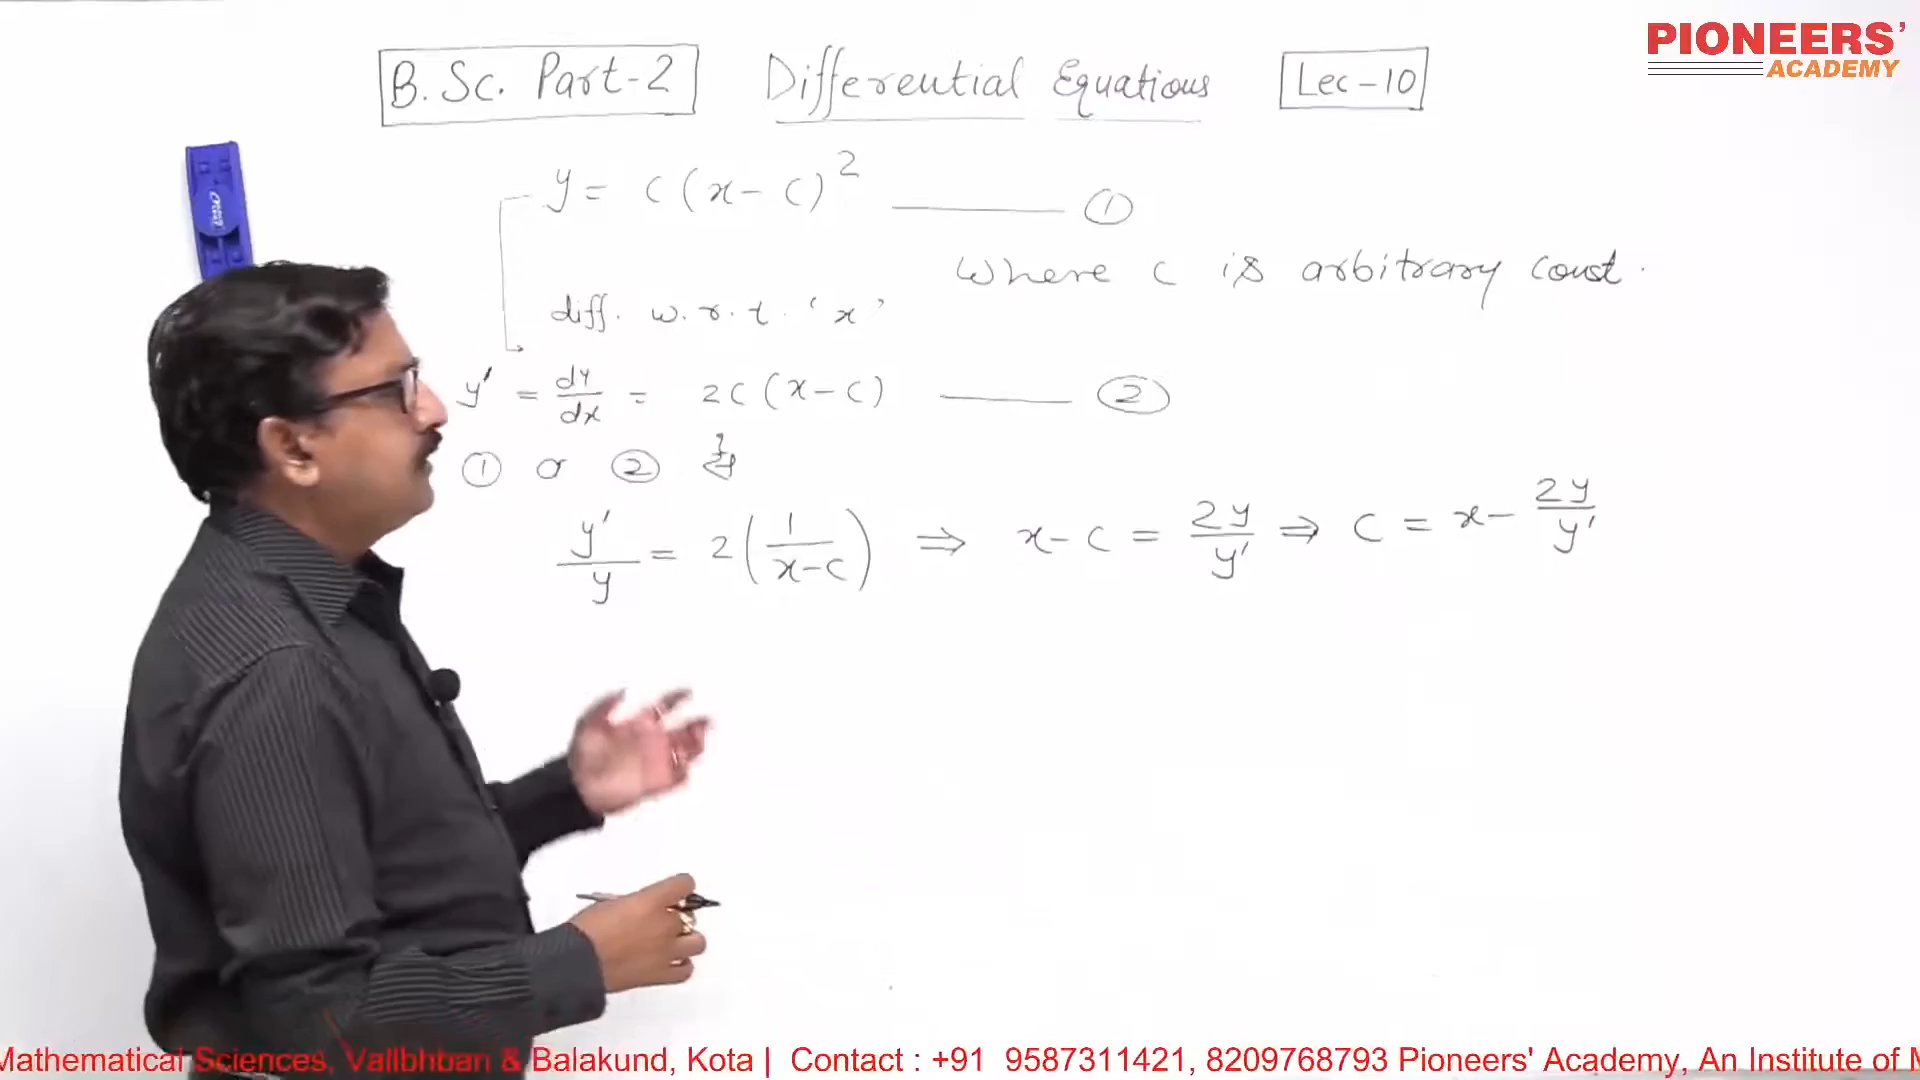 PIONEERS'
ACADEMY
B.Sc. Part-2 Differential Equations Lec-10
y = c(x-c)² ——— ①
where c is arbitrary const.
diff. w.r.t. 'x'
y' = dy/dx = 2c(x-c) ——— ②
① व ② से
y'/y = 2(1/(x-c)) ⇒ x-c = 2y/y' ⇒ c = x - 2y/y'
Mathematical Sciences, Vallbhbari & Balakund, Kota | Contact : +91 9587311421, 8209768793 Pioneers' Academy, An Institute of